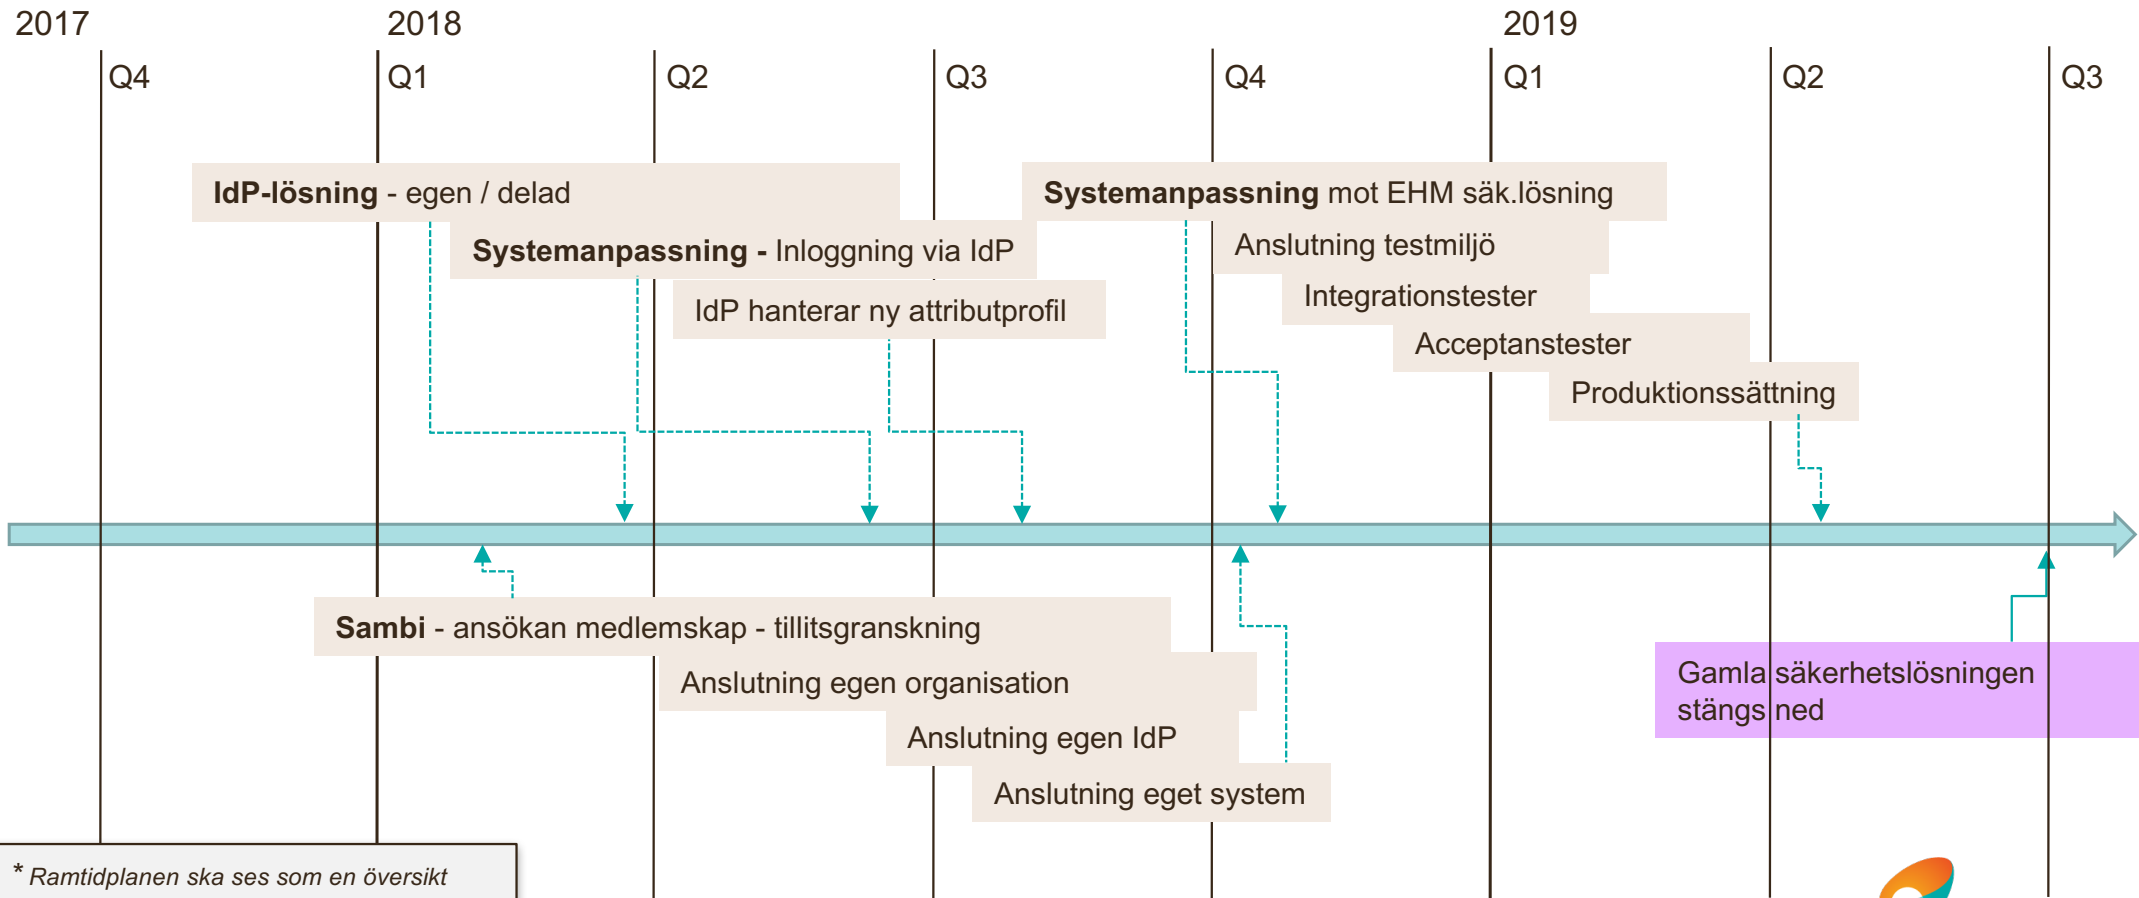 2017
2018
2019
Q4
Q1
Q2
Q3
Q4
Q1
Q2
Q3
IdP-lösning - egen / delad
Systemanpassning mot EHM säk.lösning
Systemanpassning - Inloggning via IdP
Anslutning testmiljö
IdP hanterar ny attributprofil
Integrationstester
Acceptanstester
Produktionssättning
Sambi - ansökan medlemskap - tillitsgranskning
Anslutning egen organisation
Anslutning egen IdP
Anslutning eget system
Gamla säkerhetslösningen
stängs ned
* Ramtidplanen ska ses som en översikt